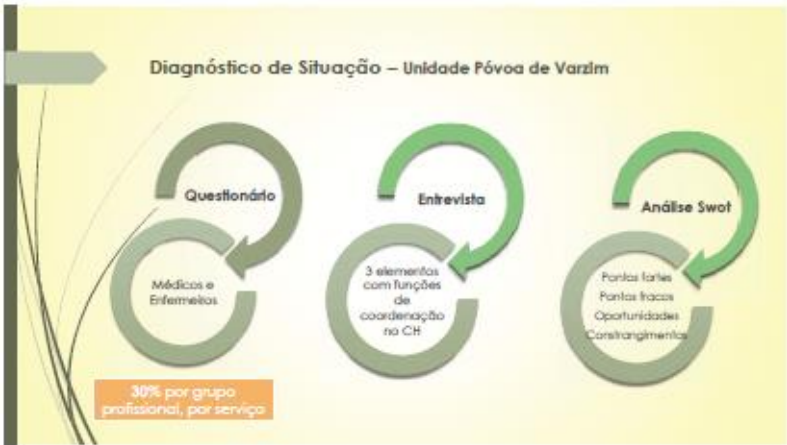 Diagnóstico de Situação – Unidade Póvoa de Varzim
Questionário
Médicos e
Enfermeiros
30% por grupo
profissional, por serviço
Entrevista
3 elementos
com funções
de
coordenação
no CH
Análise Swot
Pontos fortes
Pontos fracos
Oportunidades
Constrangimentos